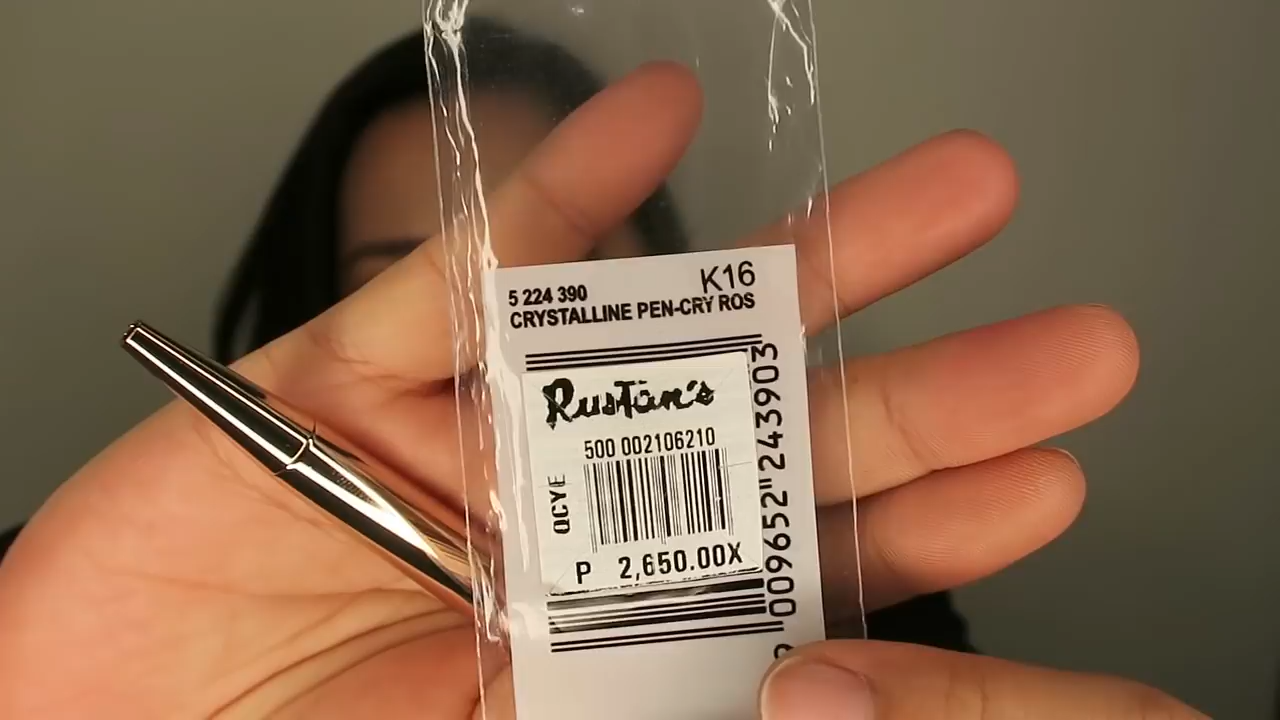 K16
5 224 390
CRYSTALLINE PEN-CRY ROS
Rustan's
500 002106210
QCYE
P 2,650.00X
009652"243903